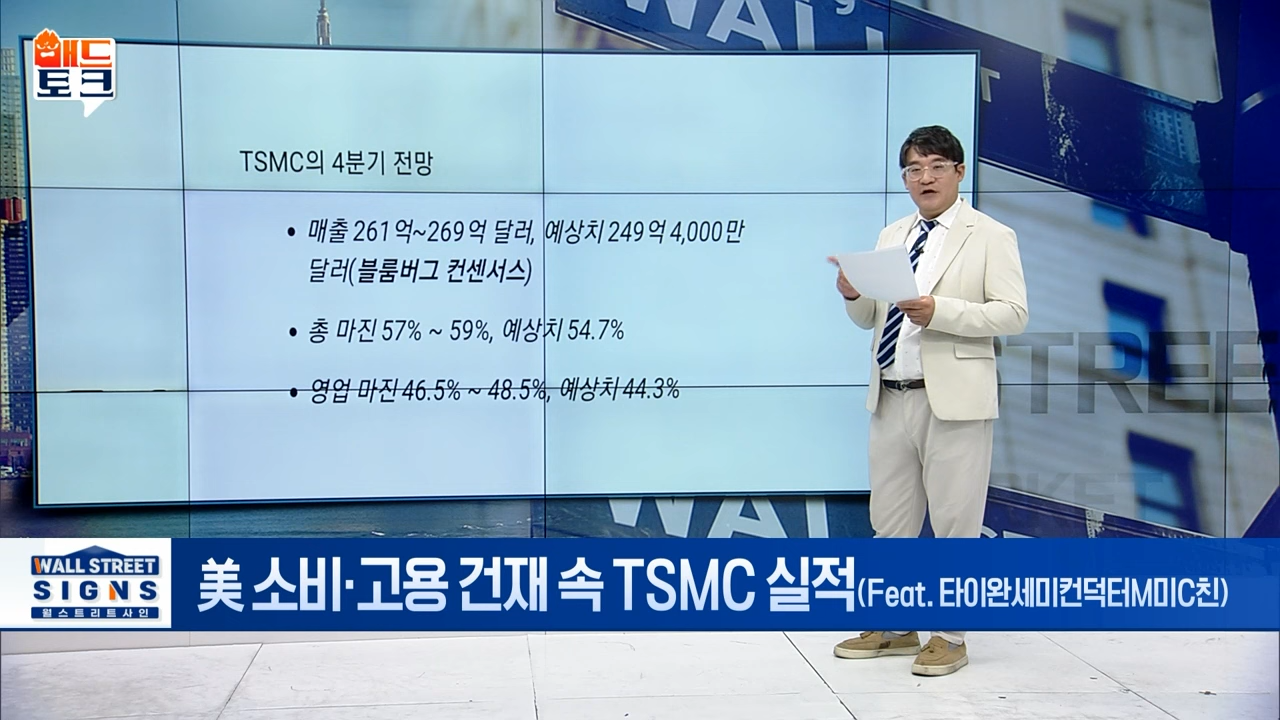 매드
토크
WALL
TSMC의 4분기 전망
• 매출 261억~269억 달러, 예상치 249억 4,000만
달러(블룸버그 컨센서스)
• 총 마진 57% ~ 59%, 예상치 54.7%
• 영업 마진 46.5% ~ 48.5%, 예상치 44.3%
STREE
WALL
WALL STREET
SIGNS
월스트리트사인
美 소비·고용 건재 속 TSMC 실적(Feat. 타이완세미컨덕터M미C친)